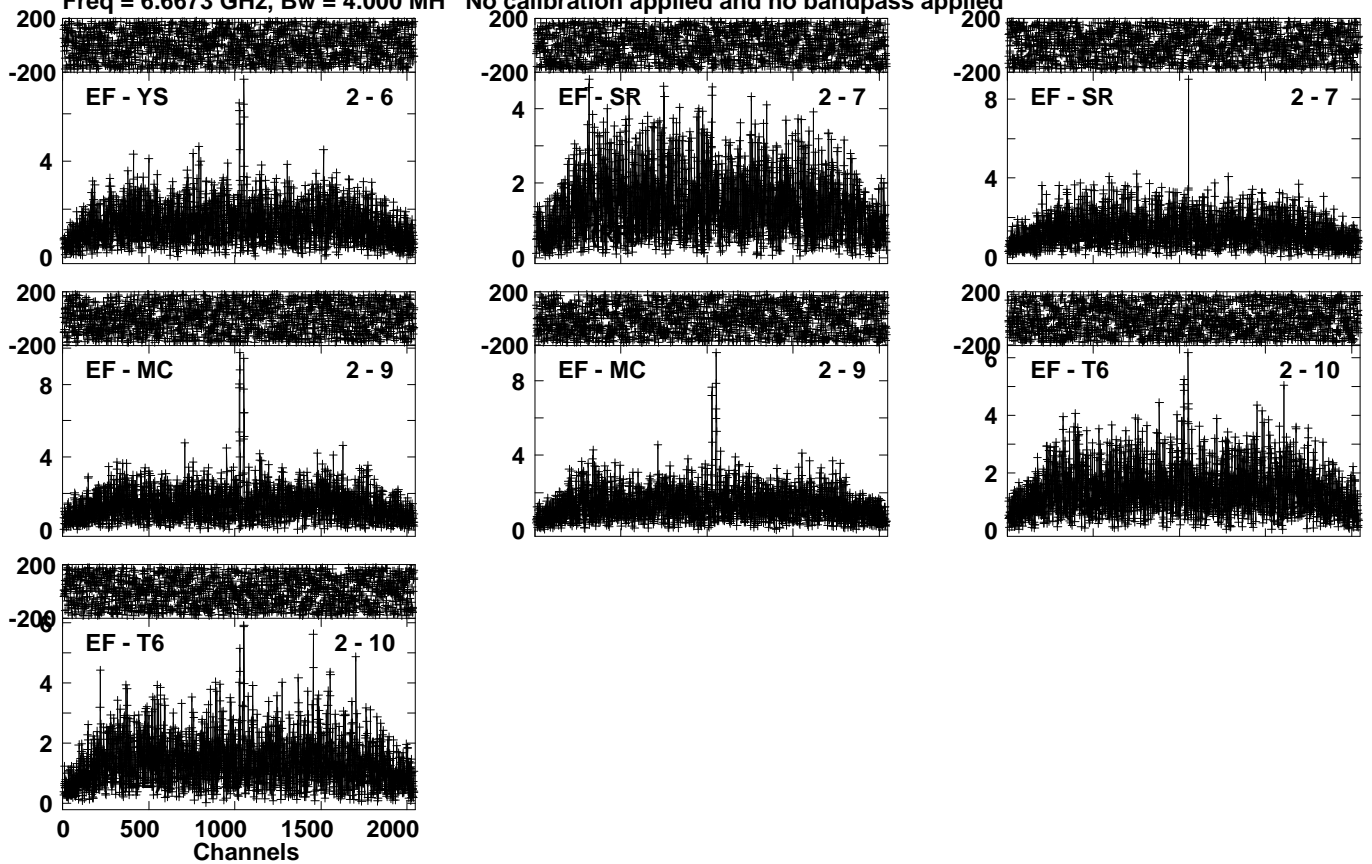 Freq = 6.6673 GHz, Bw = 4.000 MH No calibration applied and no bandpass applied
200 200 200
-200 -200 -200
EF - YS 2 - 6 EF - SR 2 - 7 EF - SR 2 - 7
4 4 8
0 2 4
0 0
200 200 200
-200 -200 -200
EF - MC 2 - 9 EF - MC 2 - 9 EF - T6 2 - 10
8 8 6
4 4 4
0 0 2
0
200
-200
6
EF - T6 2 - 10
4
2
0
0 500 1000 1500 2000
Channels